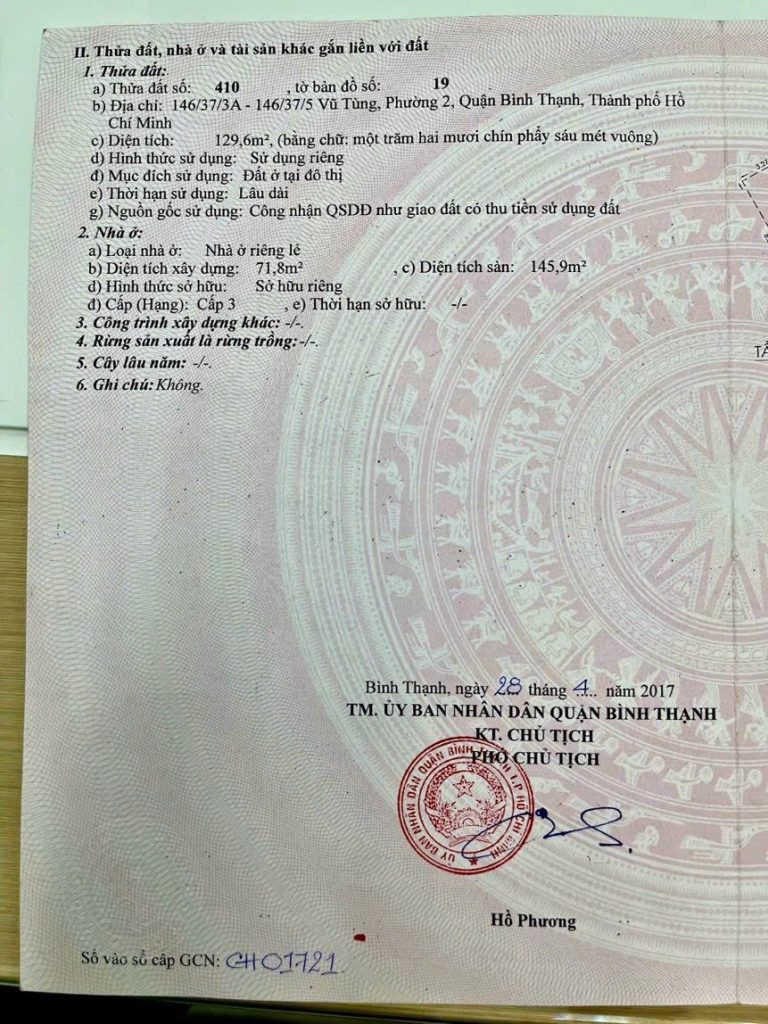 II. Thửa đất, nhà ở và tài sản khác gắn liền với đất
1. Thửa đất:
a) Thửa đất số: 410 , tờ bản đồ số: 19
b) Địa chỉ: 146/37/3A - 146/37/5 Vũ Tùng, Phường 2, Quận Bình Thạnh, Thành phố Hồ
Chí Minh
c) Diện tích: 129,6m², (bằng chữ: một trăm hai mươi chín phẩy sáu mét vuông)
d) Hình thức sử dụng: Sử dụng riêng
đ) Mục đích sử dụng: Đất ở tại đô thị
e) Thời hạn sử dụng: Lâu dài
g) Nguồn gốc sử dụng: Công nhận QSDĐ như giao đất có thu tiền sử dụng đất
2. Nhà ở:
a) Loại nhà ở: Nhà ở riêng lẻ
b) Diện tích xây dựng: 71,8m² , c) Diện tích sàn: 145,9m²
d) Hình thức sở hữu: Sở hữu riêng
đ) Cấp (Hạng): Cấp 3 , e) Thời hạn sở hữu: -/-
3. Công trình xây dựng khác: -/-.
4. Rừng sản xuất là rừng trồng: -/-.
5. Cây lâu năm: -/-.
6. Ghi chú: Không.
Bình Thạnh, ngày 28 tháng 4 năm 2017
TM. ỦY BAN NHÂN DÂN QUẬN BÌNH THẠNH
KT. CHỦ TỊCH
PHÓ CHỦ TỊCH
ỦY BAN NHÂN DÂN QUẬN BÌNH THẠNH T.P HỒ CHÍ MINH
Hồ Phương
Số vào sổ cấp GCN: CH01721